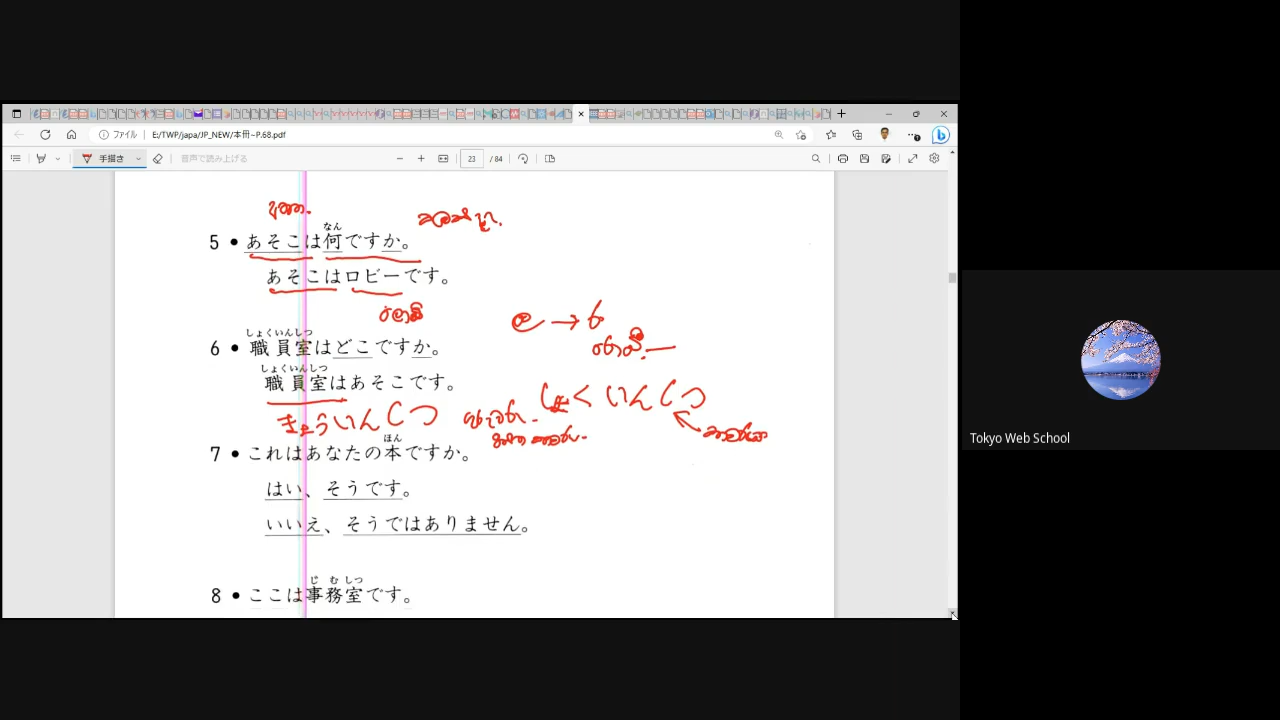 ファイル E:/TWP/japa/JP_NEW/本冊~P.68.pdf
手描き 音声で読み上げる 23 / 84
なん
5 • あそこは何ですか。
あそこはロビーです。
しょくいんしつ
6 • 職員室はどこですか。
しょくいんしつ
職員室はあそこです。
しょくいんしつ
きょういんしつ
ほん
7 • これはあなたの本ですか。
はい、そうです。
いいえ、そうではありません。
じ む しつ
8 • ここは事務室です。
Tokyo Web School